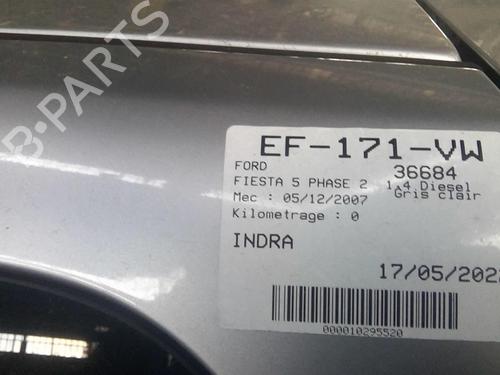 B-PARTS
EF-171-VW
FORD 36684
FIESTA 5 PHASE 2 1.4 Diesel
Mec : 05/12/2007 Gris clair
Kilometrage : 0
INDRA
17/05/202
000010295520